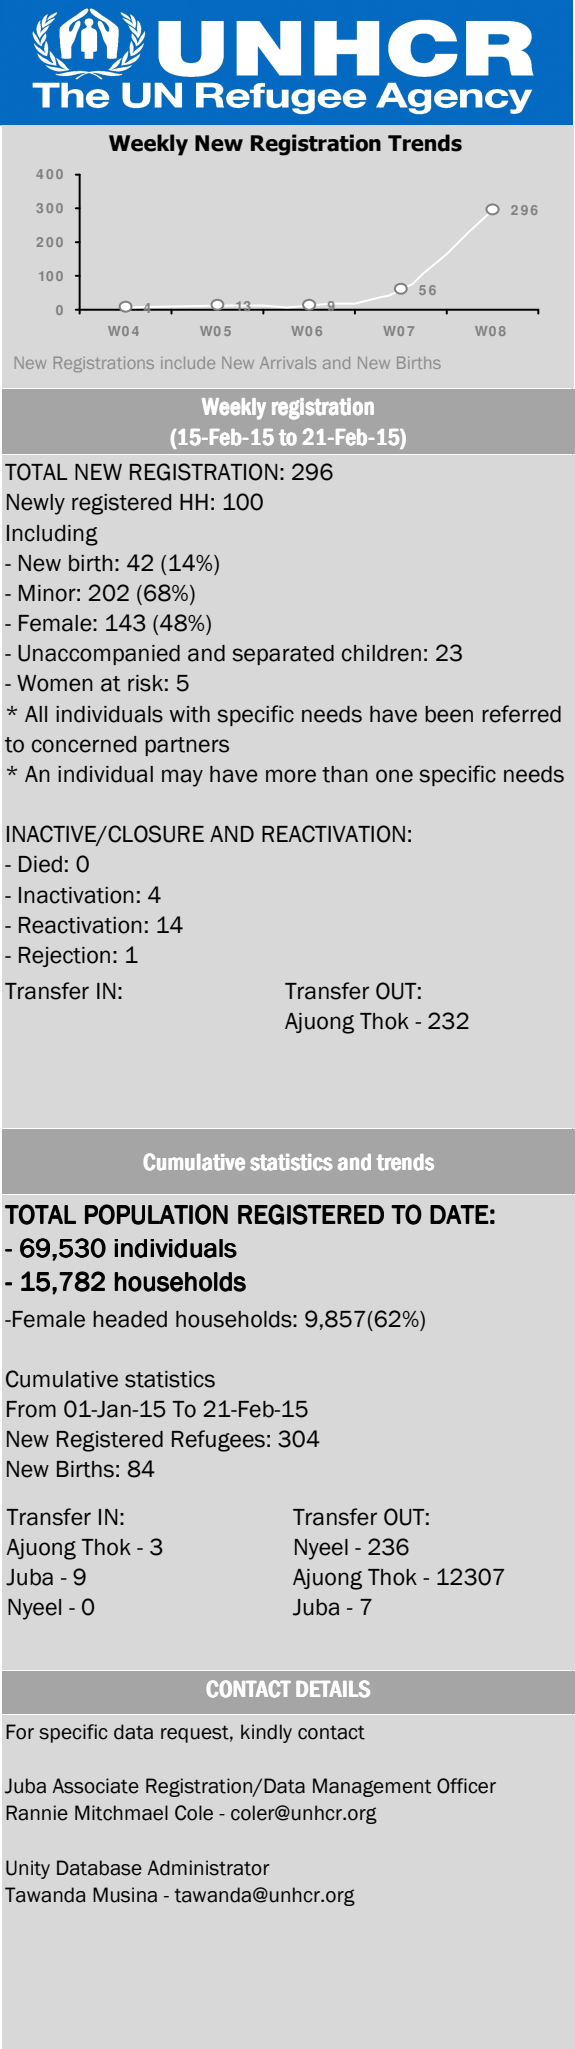 UNHCR
The UN Refugee Agency
Weekly New Registration Trends
400
300
200
100
0
4
13
9
56
296
W04 W05 W06 W07 W08
New Registrations include New Arrivals and New Births
Weekly registration
(15-Feb-15 to 21-Feb-15)
TOTAL NEW REGISTRATION: 296
Newly registered HH: 100
Including
- New birth: 42 (14%)
- Minor: 202 (68%)
- Female: 143 (48%)
- Unaccompanied and separated children: 23
- Women at risk: 5
* All individuals with specific needs have been referred
to concerned partners
* An individual may have more than one specific needs
INACTIVE/CLOSURE AND REACTIVATION:
- Died: 0
- Inactivation: 4
- Reactivation: 14
- Rejection: 1
Transfer IN:
Transfer OUT:
Ajuong Thok - 232
Cumulative statistics and trends
TOTAL POPULATION REGISTERED TO DATE:
- 69,530 individuals
- 15,782 households
-Female headed households: 9,857(62%)
Cumulative statistics
From 01-Jan-15 To 21-Feb-15
New Registered Refugees: 304
New Births: 84
Transfer IN:
Ajuong Thok - 3
Juba - 9
Nyeel - 0
Transfer OUT:
Nyeel - 236
Ajuong Thok - 12307
Juba - 7
CONTACT DETAILS
For specific data request, kindly contact
Juba Associate Registration/Data Management Officer
Rannie Mitchmael Cole - coler@unhcr.org
Unity Database Administrator
Tawanda Musina - tawanda@unhcr.org